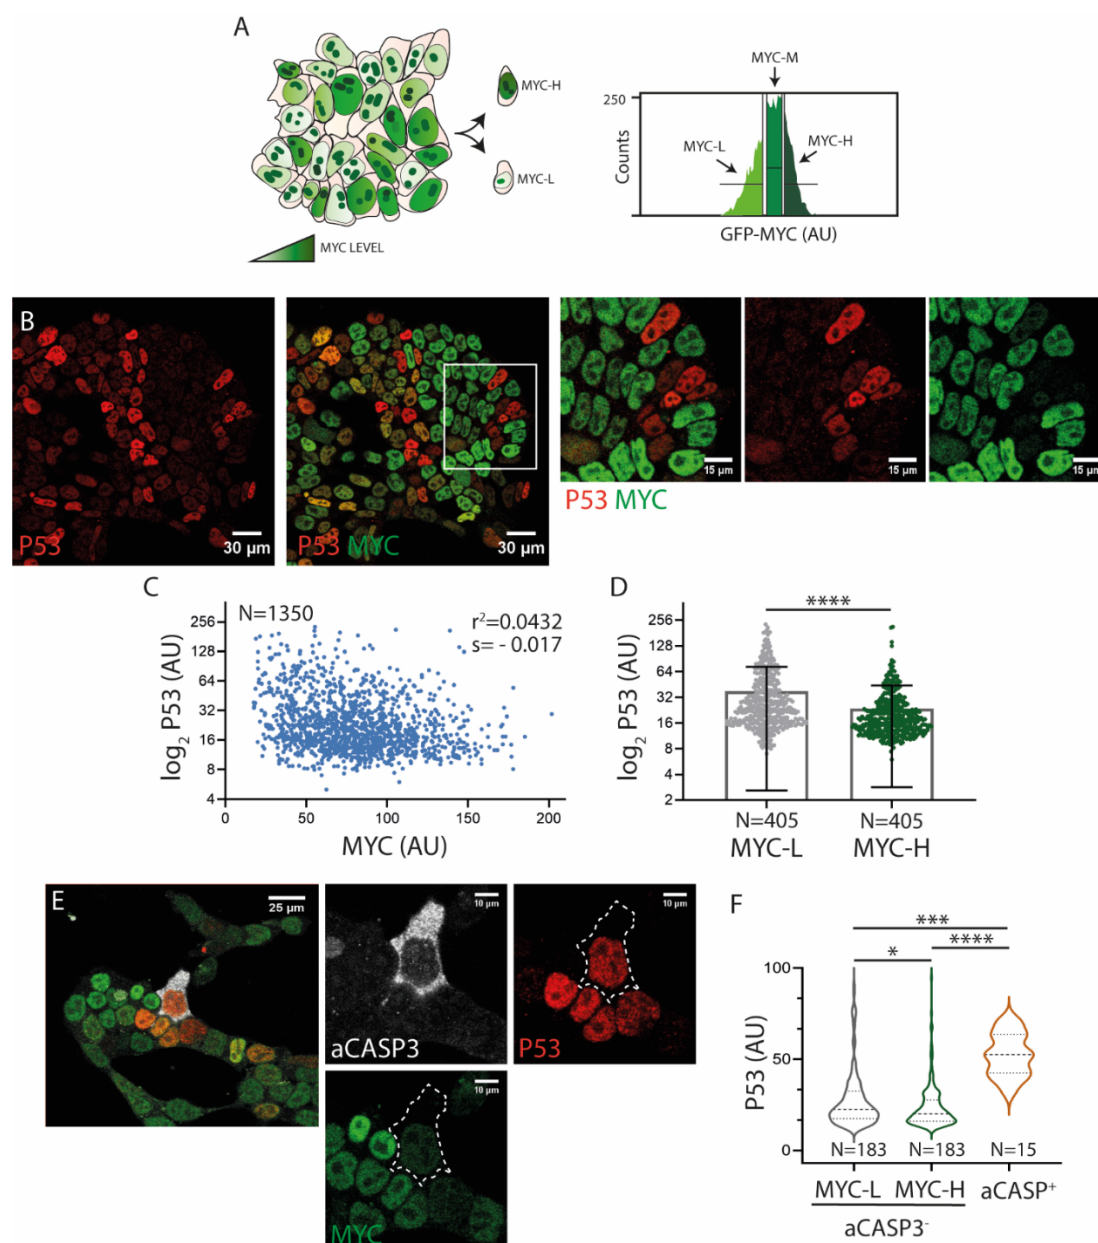 A
MYC-H
MYC-L
MYC LEVEL
MYC-M
250
MYC-L
MYC-H
Counts
GFP-MYC (AU)
B
P53
30 µm
P53 MYC
30 µm
15 µm
15 µm
15 µm
P53 MYC
C
N=1350
r²=0.0432
s= - 0.017
log₂ P53 (AU)
256
128
64
32
16
8
4
0
50
100
150
200
MYC (AU)
D
****
log₂ P53 (AU)
256
128
64
32
16
8
4
2
N=405
N=405
MYC-L
MYC-H
E
25 µm
10 µm
aCASP3
10 µm
P53
10 µm
MYC
F
***
*
****
P53 (AU)
100
50
0
N=183
N=183
N=15
MYC-L
MYC-H
aCASP⁺
aCASP3⁻